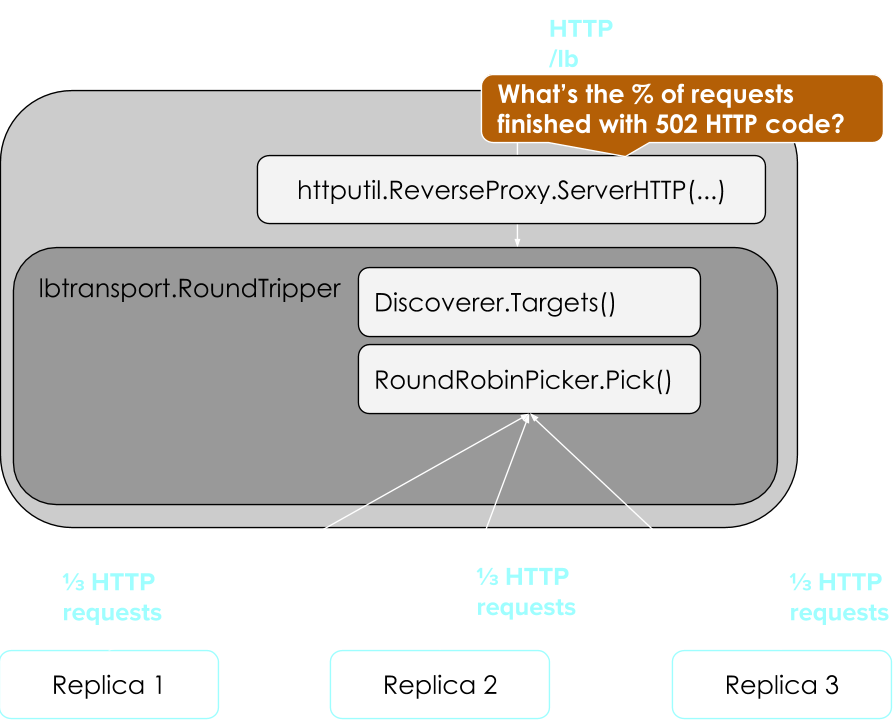 HTTP
/lb
What's the % of requests
finished with 502 HTTP code?
httputil.ReverseProxy.ServerHTTP(...)
lbtransport.RoundTripper
Discoverer.Targets()
RoundRobinPicker.Pick()
⅓ HTTP
requests
⅓ HTTP
requests
⅓ HTTP
requests
Replica 1
Replica 2
Replica 3